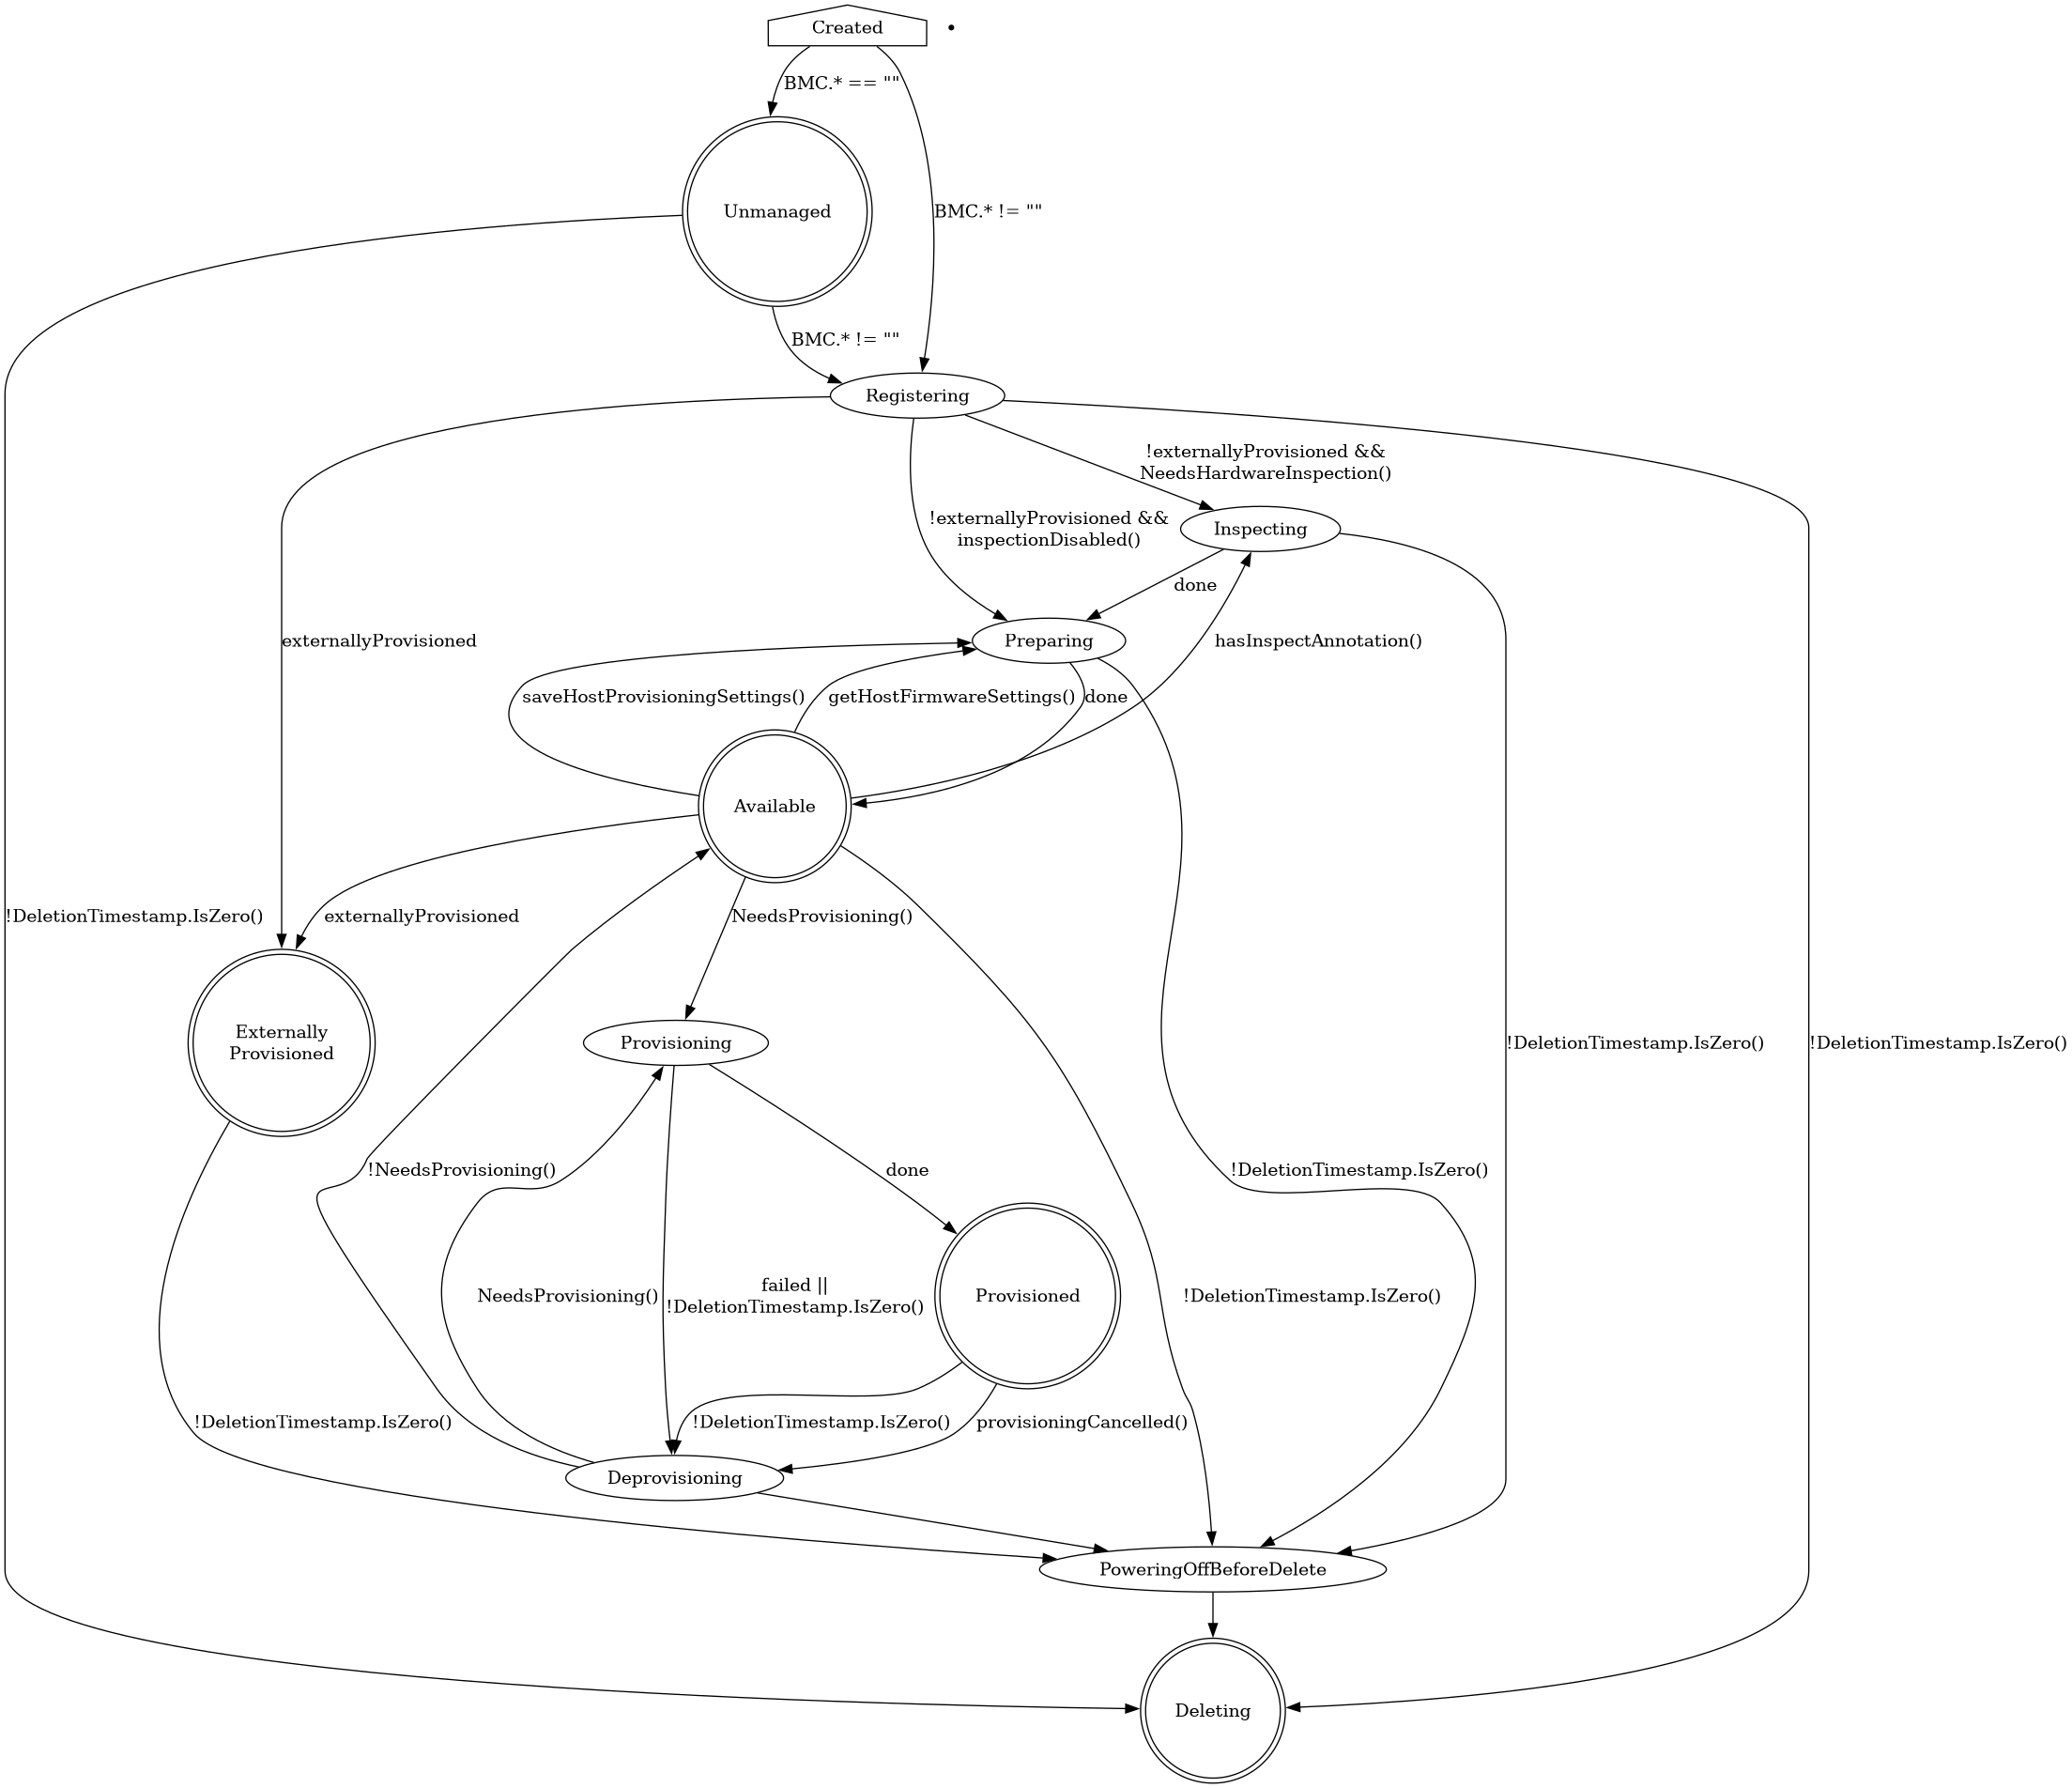 Created
BMC.* == ""
Unmanaged
BMC.* != ""
BMC.* != ""
Registering
!externallyProvisioned &&
NeedsHardwareInspection()
!externallyProvisioned &&
inspectionDisabled()
Inspecting
done
externallyProvisioned
Preparing
hasInspectAnnotation()
saveHostProvisioningSettings()
getHostFirmwareSettings()
done
Available
!DeletionTimestamp.IsZero()
externallyProvisioned
NeedsProvisioning()
Externally
Provisioned
Provisioning
!DeletionTimestamp.IsZero()
!DeletionTimestamp.IsZero()
!NeedsProvisioning()
done
!DeletionTimestamp.IsZero()
NeedsProvisioning()
failed ||
!DeletionTimestamp.IsZero()
Provisioned
!DeletionTimestamp.IsZero()
!DeletionTimestamp.IsZero()
!DeletionTimestamp.IsZero()
provisioningCancelled()
Deprovisioning
PoweringOffBeforeDelete
Deleting